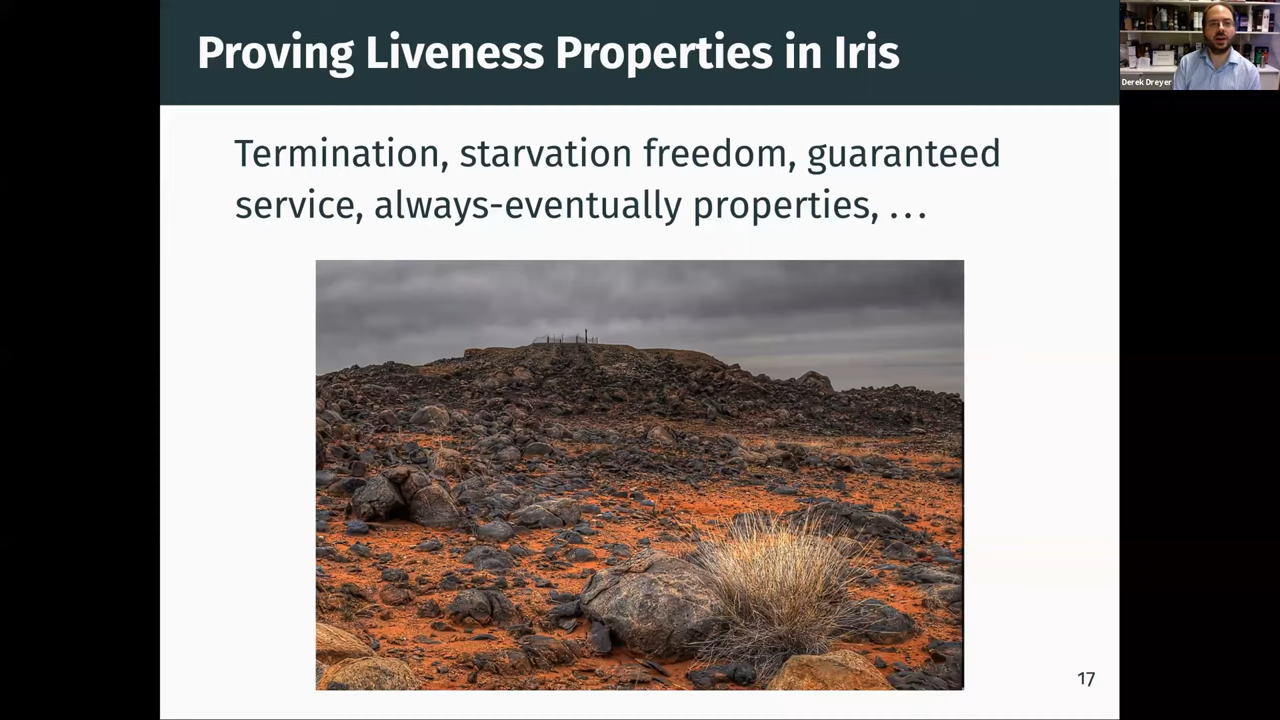 Proving Liveness Properties in Iris
Derek Dreyer
Termination, starvation freedom, guaranteed
service, always-eventually properties, …
17